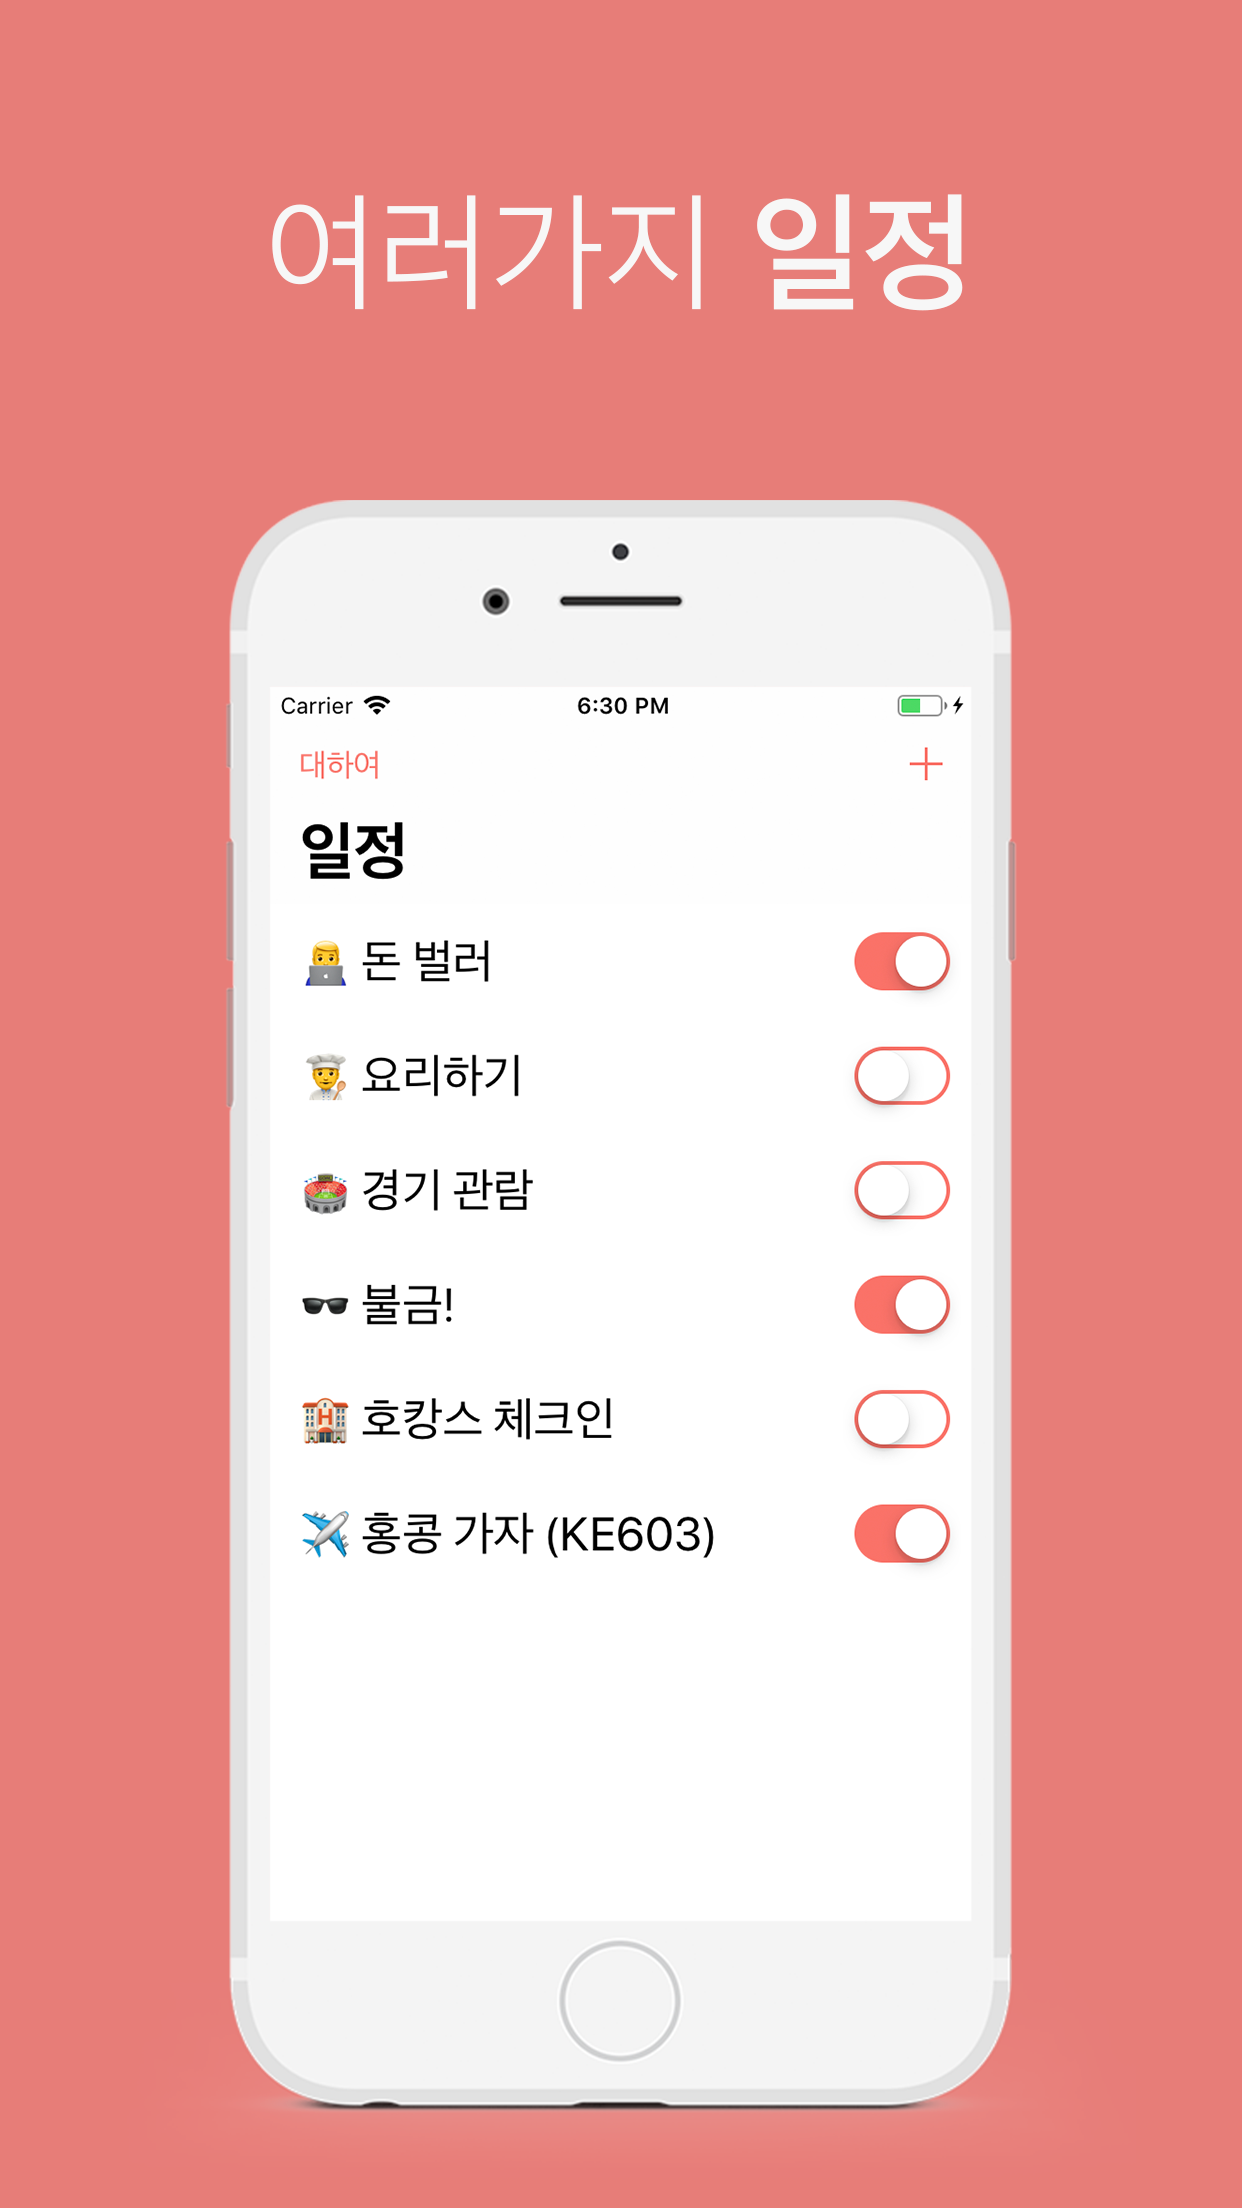 여러가지 일정
Carrier 6:30 PM
대하여
일정
👨‍💻 돈 벌러
👨‍🍳 요리하기
🏟 경기 관람
🕶 불금!
🏨 호캉스 체크인
✈️ 홍콩 가자 (KE603)